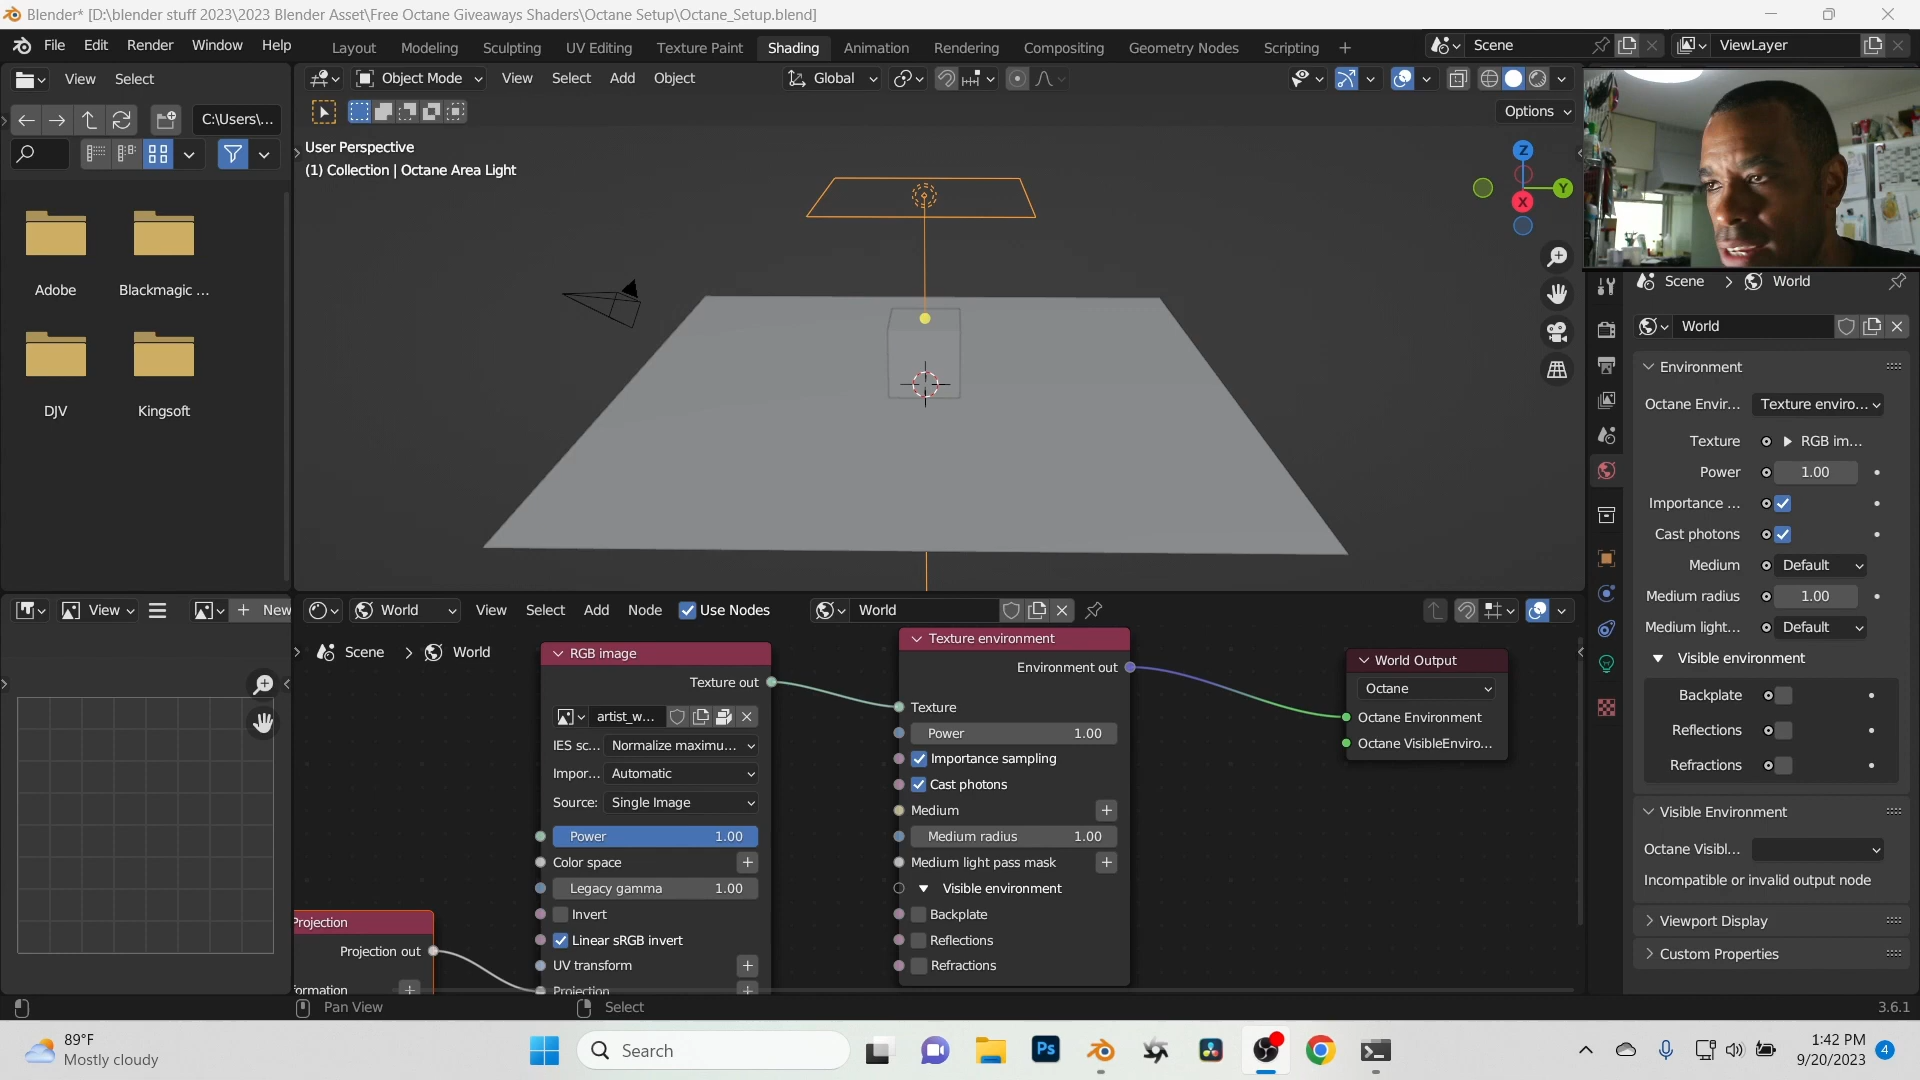 Blender* [D:\blender stuff 2023\2023 Blender Asset\Free Octane Giveaways Shaders\Octane Setup\Octane_Setup.blend]
File Edit Render Window Help Layout Modeling Sculpting UV Editing Texture Paint Shading Animation Rendering Compositing Geometry Nodes Scripting + Scene ViewLayer
View Select Object Mode View Select Add Object Global
C:\Users\... Options
User Perspective
(1) Collection | Octane Area Light
Z
Y
X
Adobe Blackmagic ...
DJV Kingsoft
Scene > World
World
Environment
Octane Envir... Texture enviro...
Texture RGB im...
Power 1.00
Importance ...
Cast photons
Medium Default
Medium radius 1.00
Medium light... Default
Visible environment
Backplate
Reflections
Refractions
Visible Environment
Octane Visibl...
Incompatible or invalid output node
Viewport Display
Custom Properties
View + New World View Select Add Node Use Nodes World
Scene > World
RGB image
Texture out
artist_w...
IES sc... Normalize maximu...
Impor... Automatic
Source: Single Image
Power 1.00
Color space +
Legacy gamma 1.00
Invert
Linear sRGB invert
UV transform +
Projection +
Projection
Projection out
formation +
Texture environment
Environment out
Texture
Power 1.00
Importance sampling
Cast photons
Medium +
Medium radius 1.00
Medium light pass mask +
Visible environment
Backplate
Reflections
Refractions
World Output
Octane
Octane Environment
Octane VisibleEnviro...
Pan View Select 3.6.1
89°F
Mostly cloudy
Search
Ps
1:42 PM
9/20/2023
4